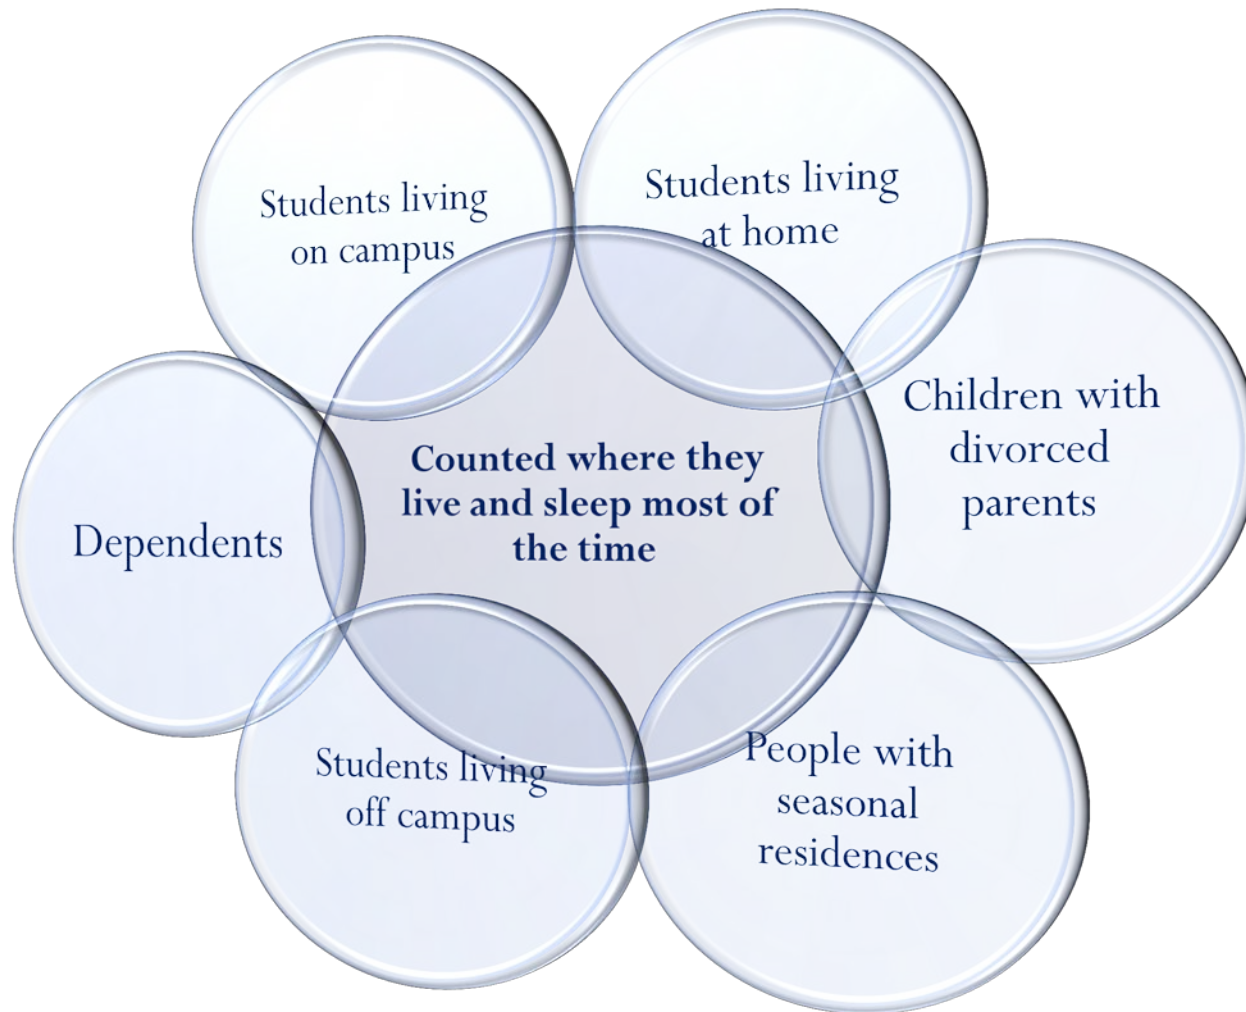 Students living
on campus
Students living
at home
Children with
divorced
parents
Counted where they
live and sleep most of
the time
Dependents
Students living
off campus
People with
seasonal
residences